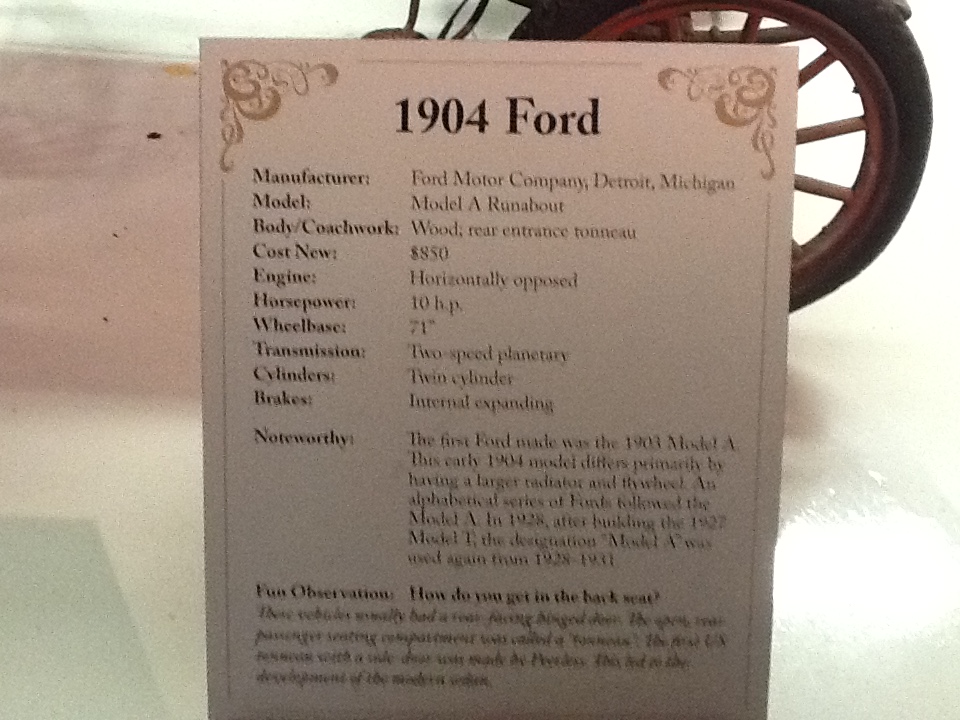 1904 Ford
Manufacturer: Ford Motor Company, Detroit, Michigan
Model: Model A Runabout
Body/Coachwork: Wood; rear entrance tonneau
Cost New: $850
Engine: Horizontally opposed
Horsepower: 10 h.p.
Wheelbase: 71"
Transmission: Two-speed planetary
Cylinders: Twin cylinder
Brakes: Internal expanding
Noteworthy: The first Ford made was the 1903 Model A.
This early 1904 model differs primarily by
having a larger radiator and flywheel. An
alphabetical series of Fords followed the
Model A. In 1928, after building the 1927
Model T, the designation "Model A" was
used again from 1928-1931.
Fun Observation: How do you get in the back seat?
These vehicles usually had a rear-facing hinged door. The open, rear
passenger seating compartment was called a "tonneau". The first US
tonneau with a side-door was made by Peerless. This led to the
development of the modern sedan.